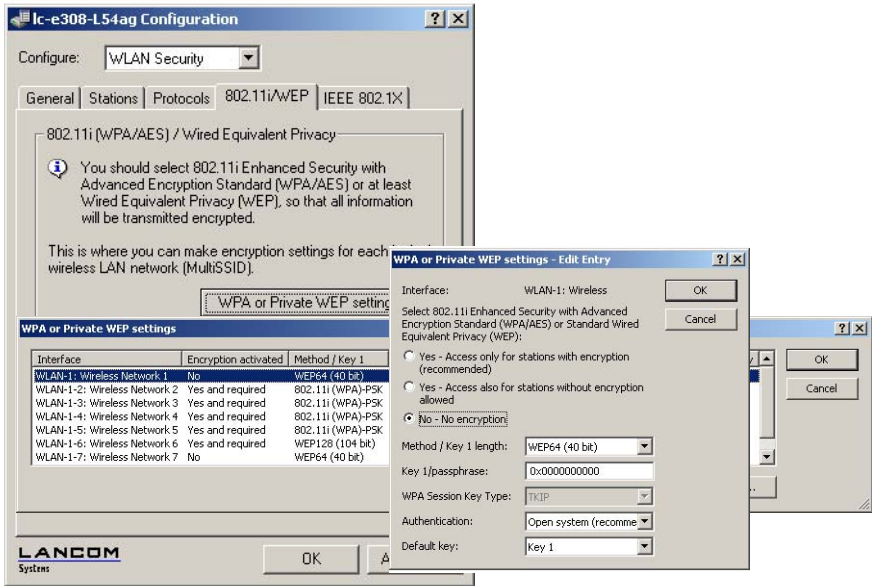 lc-e308-L54ag Configuration
Configure: WLAN Security
General Stations Protocols 802.11i/WEP IEEE 802.1X
802.11i (WPA/AES) / Wired Equivalent Privacy
You should select 802.11i Enhanced Security with
Advanced Encryption Standard (WPA/AES) or at least
Wired Equivalent Privacy (WEP), so that all information
will be transmitted encrypted.
This is where you can make encryption settings for each
wireless LAN network (MultiSSID).
WPA or Private WEP setting
WPA or Private WEP settings
Interface Encryption activated Method / Key 1
WLAN-1: Wireless Network 1 No WEP64 (40 bit)
WLAN-1-2: Wireless Network 2 Yes and required 802.11i (WPA)-PSK
WLAN-1-3: Wireless Network 3 Yes and required 802.11i (WPA)-PSK
WLAN-1-4: Wireless Network 4 Yes and required 802.11i (WPA)-PSK
WLAN-1-5: Wireless Network 5 Yes and required 802.11i (WPA)-PSK
WLAN-1-6: Wireless Network 6 Yes and required WEP128 (104 bit)
WLAN-1-7: Wireless Network 7 No WEP64 (40 bit)
OK
Cancel
WPA or Private WEP settings - Edit Entry
Interface: WLAN-1: Wireless
OK
Select 802.11i Enhanced Security with Advanced
Encryption Standard (WPA/AES) or Standard Wired
Equivalent Privacy (WEP):
Cancel
Yes - Access only for stations with encryption
(recommended)
Yes - Access also for stations without encryption
allowed
No - No encryption
Method / Key 1 length: WEP64 (40 bit)
Key 1/passphrase: 0x0000000000
WPA Session Key Type: TKIP
Authentication: Open system (recomme
Default key: Key 1
LANCOM
Systems
OK